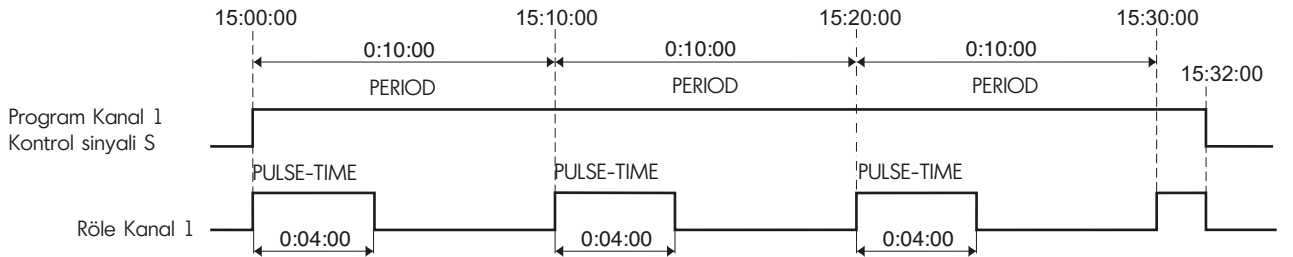 15:00:00 15:10:00 15:20:00 15:30:00
0:10:00 0:10:00 0:10:00
PERIOD PERIOD PERIOD
15:32:00
Program Kanal 1
Kontrol sinyali S
PULSE-TIME PULSE-TIME PULSE-TIME
Röle Kanal 1
0:04:00 0:04:00 0:04:00